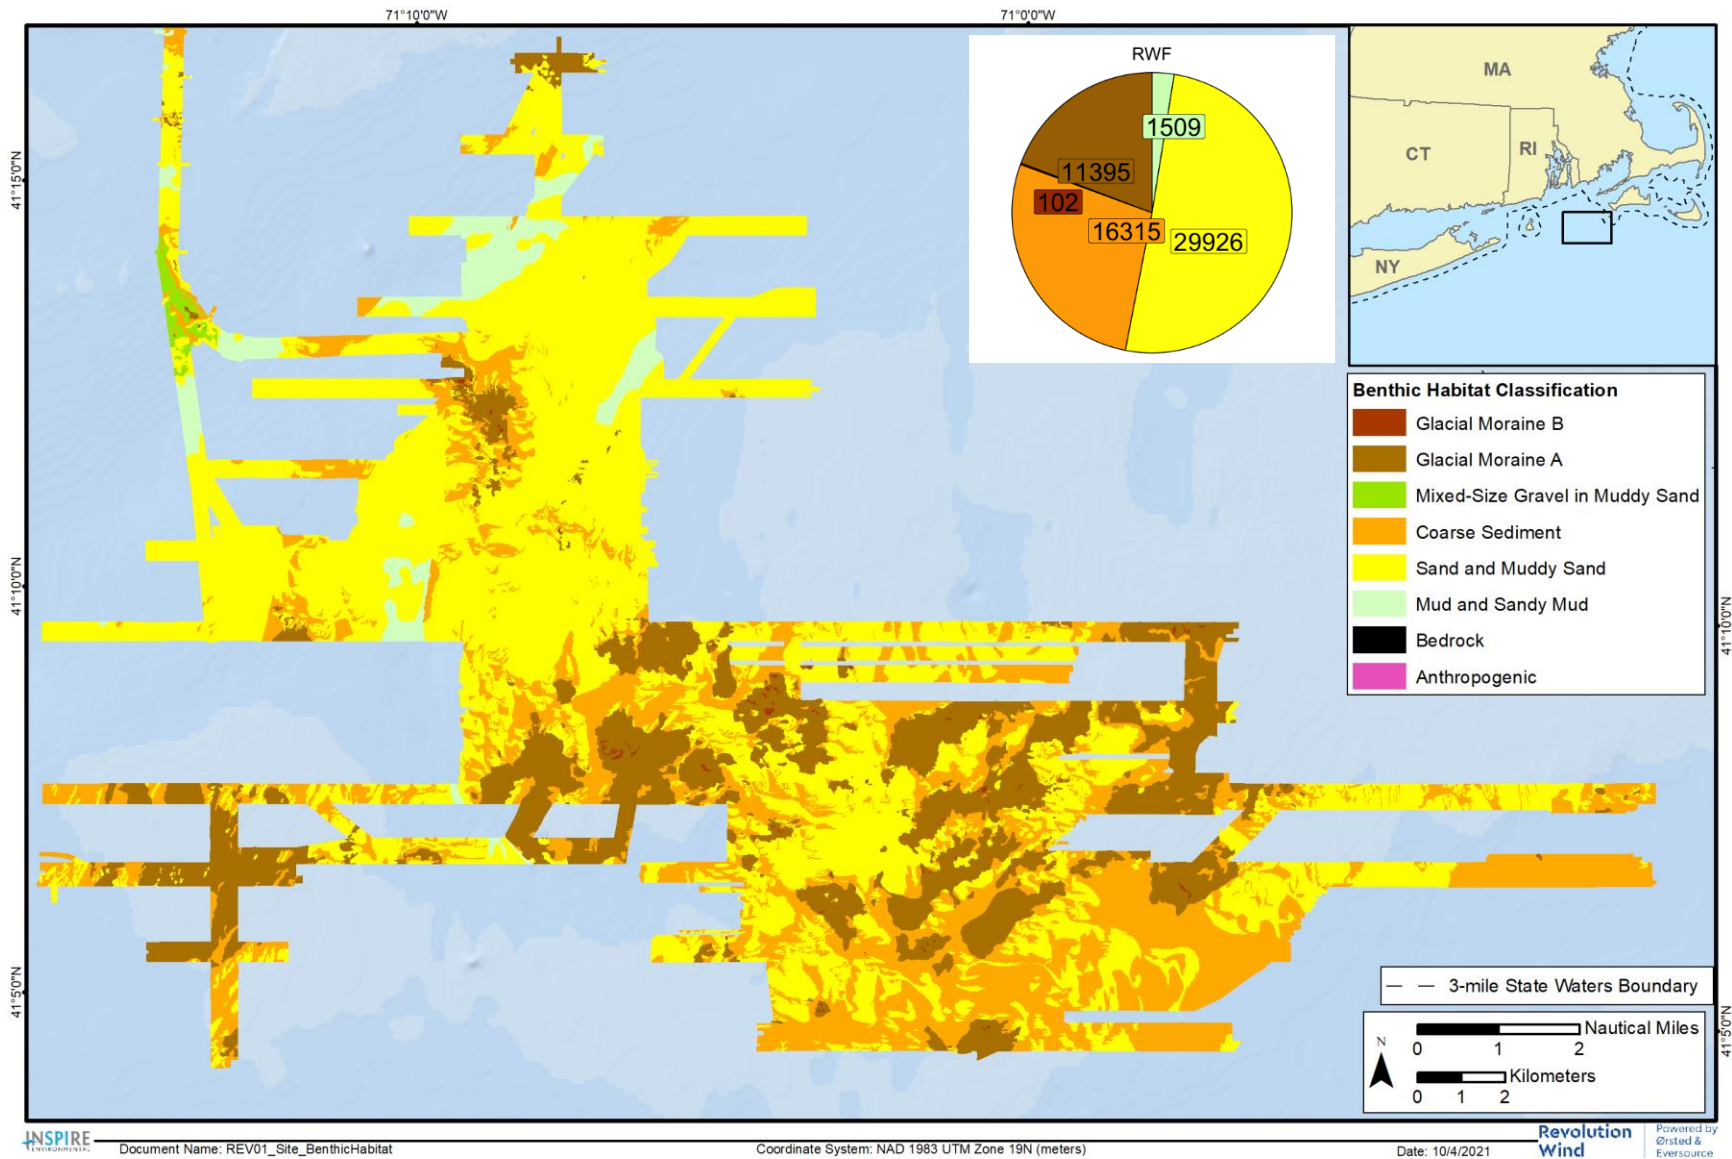 71°10'0"W
71°0'0"W
RWF
1509
11395
102
16315
29926
MA
CT
RI
NY
41°15'0"N
41°10'0"N
41°5'0"N
41°10'0"N
41°5'0"N
Benthic Habitat Classification
Glacial Moraine B
Glacial Moraine A
Mixed-Size Gravel in Muddy Sand
Coarse Sediment
Sand and Muddy Sand
Mud and Sandy Mud
Bedrock
Anthropogenic
3-mile State Waters Boundary
N
Nautical Miles
0 1 2
Kilometers
0 1 2
INSPIRE
ENVIRONMENTAL
Document Name: REV01_Site_BenthicHabitat
Coordinate System: NAD 1983 UTM Zone 19N (meters)
Date: 10/4/2021
Revolution
Wind
Powered by
Ørsted &
Eversource